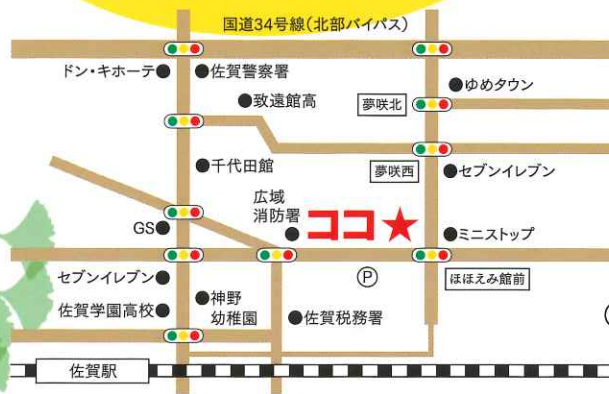 国道34号線(北部バイパス)
ドン・キホーテ
佐賀警察署
ゆめタウン
致遠館高
夢咲北
千代田館
夢咲西
セブンイレブン
広域
消防署
ココ★
GS
ミニストップ
P
ほほえみ館前
セブンイレブン
神野
幼稚園
佐賀学園高校
佐賀税務署
佐賀駅